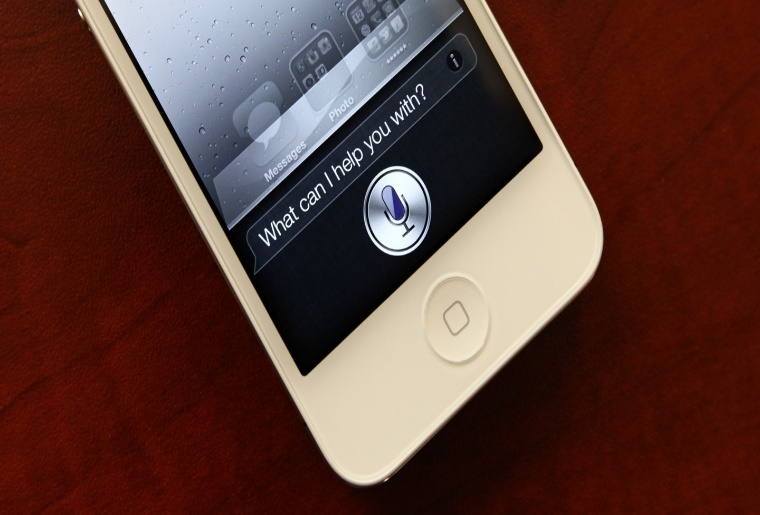 Messages
Photo
What can I help you with?
i